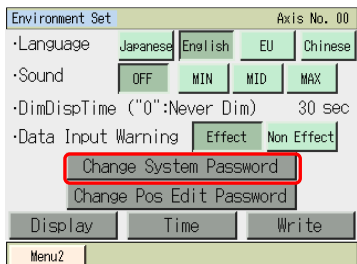 Environment Set Axis No. 00
·Language Japanese English EU Chinese
·Sound OFF MIN MID MAX
·DimDispTime ("0":Never Dim) 30 sec
·Data Input Warning Effect Non Effect
Change System Password
Change Pos Edit Password
Display Time Write
Menu2